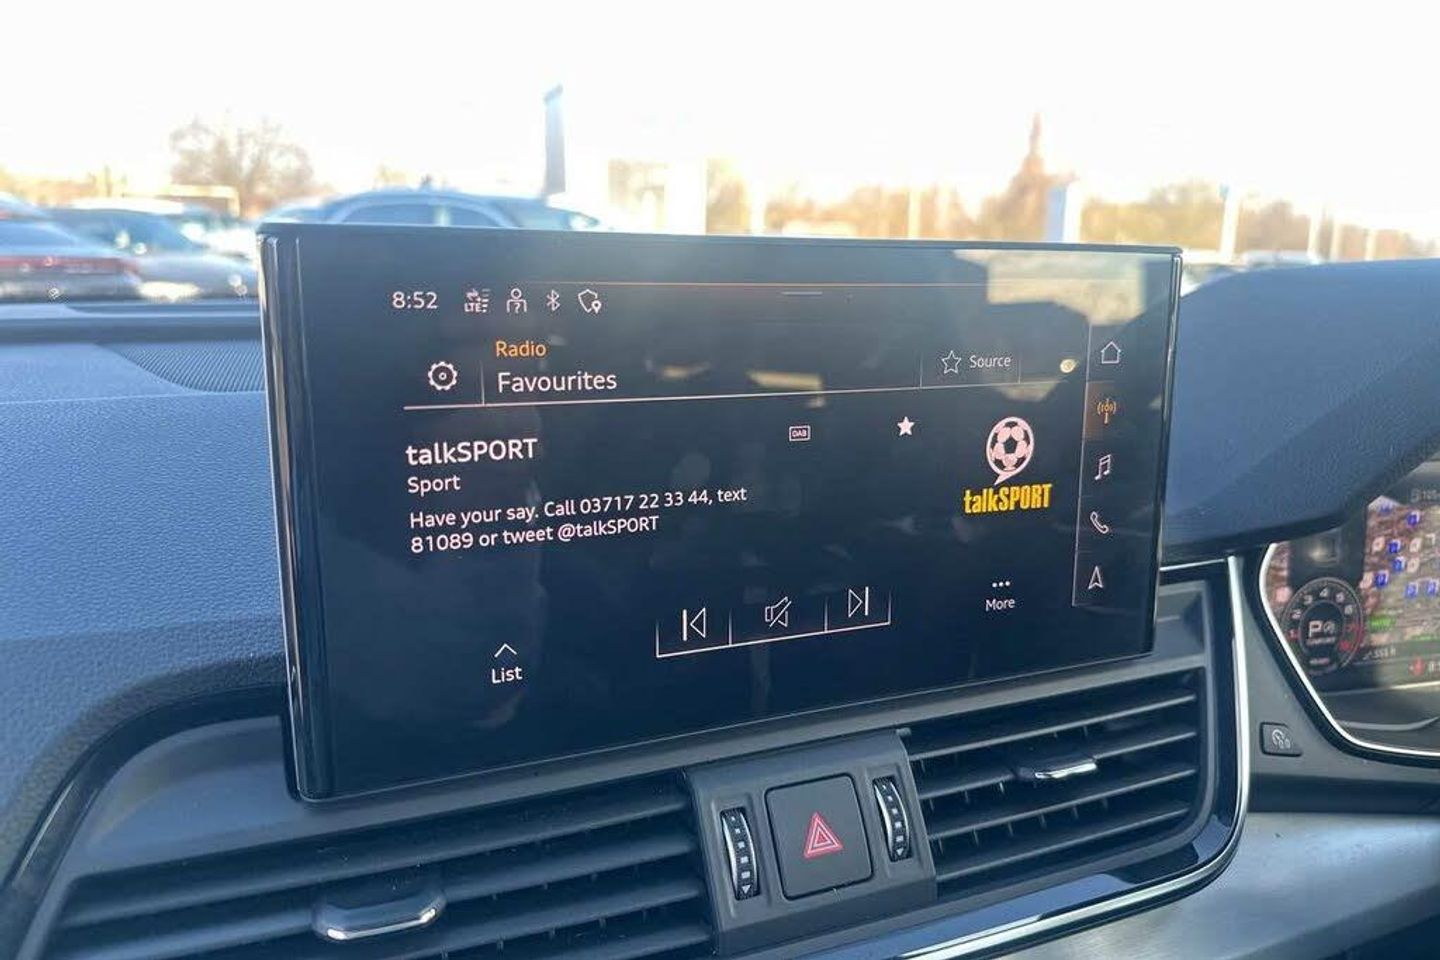 8:52 LTE
Radio
Favourites
Source
talkSPORT
DAB
Sport
Have your say. Call 03717 22 33 44, text
81089 or tweet @talkSPORT
talkSPORT
More
List
P